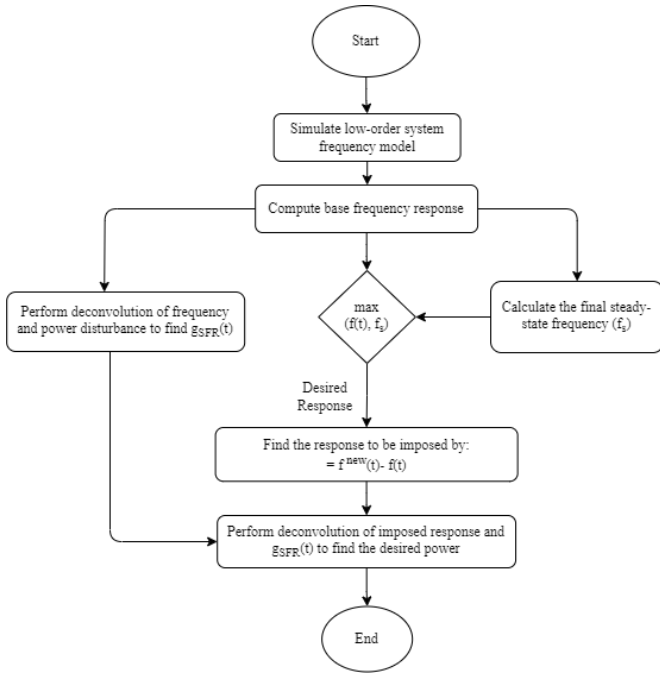 Start
Simulate low-order system
frequency model
Compute base frequency response
Perform deconvolution of frequency
and power disturbance to find gSFR(t)
max
(f(t), fs)
Calculate the final steady-
state frequency (fs)
Desired
Response
Find the response to be imposed by:
= f new(t)- f(t)
Perform deconvolution of imposed response and
gSFR(t) to find the desired power
End